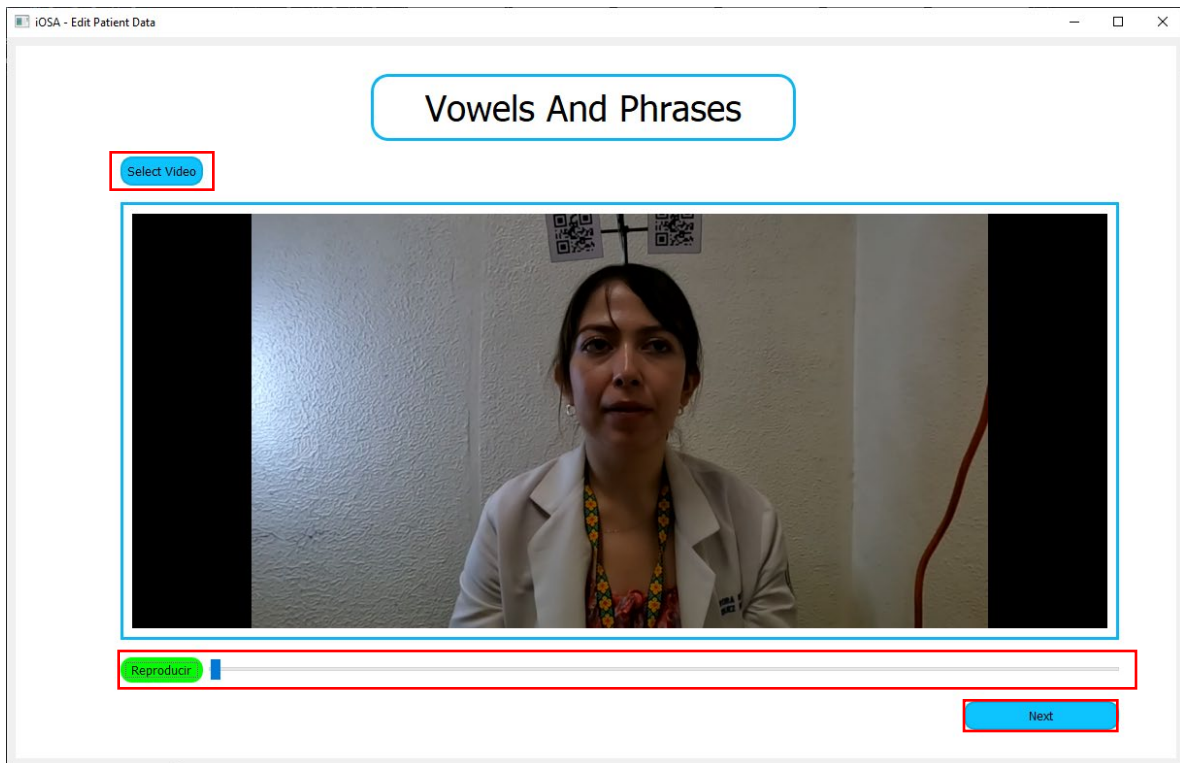 iOSA - Edit Patient Data
Vowels And Phrases
Select Video
Reproducir
Next